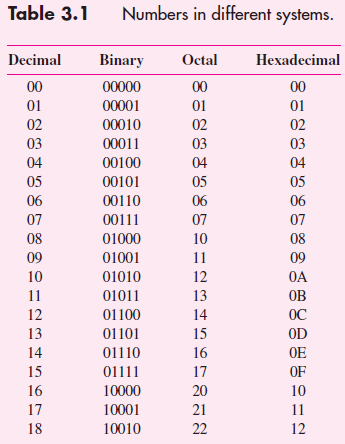 Table 3.1 Numbers in different systems.
Decimal Binary Octal Hexadecimal
00 00000 00 00
01 00001 01 01
02 00010 02 02
03 00011 03 03
04 00100 04 04
05 00101 05 05
06 00110 06 06
07 00111 07 07
08 01000 10 08
09 01001 11 09
10 01010 12 0A
11 01011 13 0B
12 01100 14 0C
13 01101 15 0D
14 01110 16 0E
15 01111 17 0F
16 10000 20 10
17 10001 21 11
18 10010 22 12